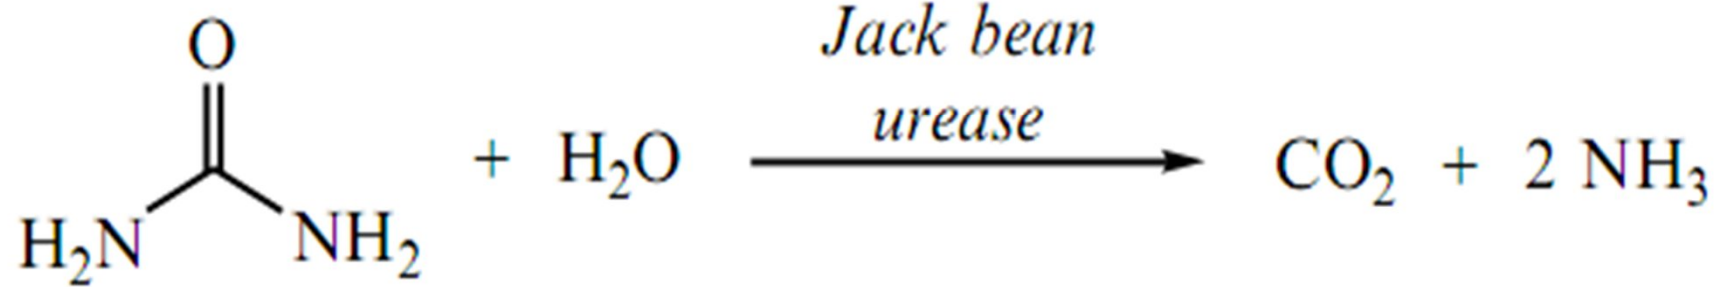 O
Jack bean
urease
H₂N NH₂ + H₂O CO₂ + 2 NH₃